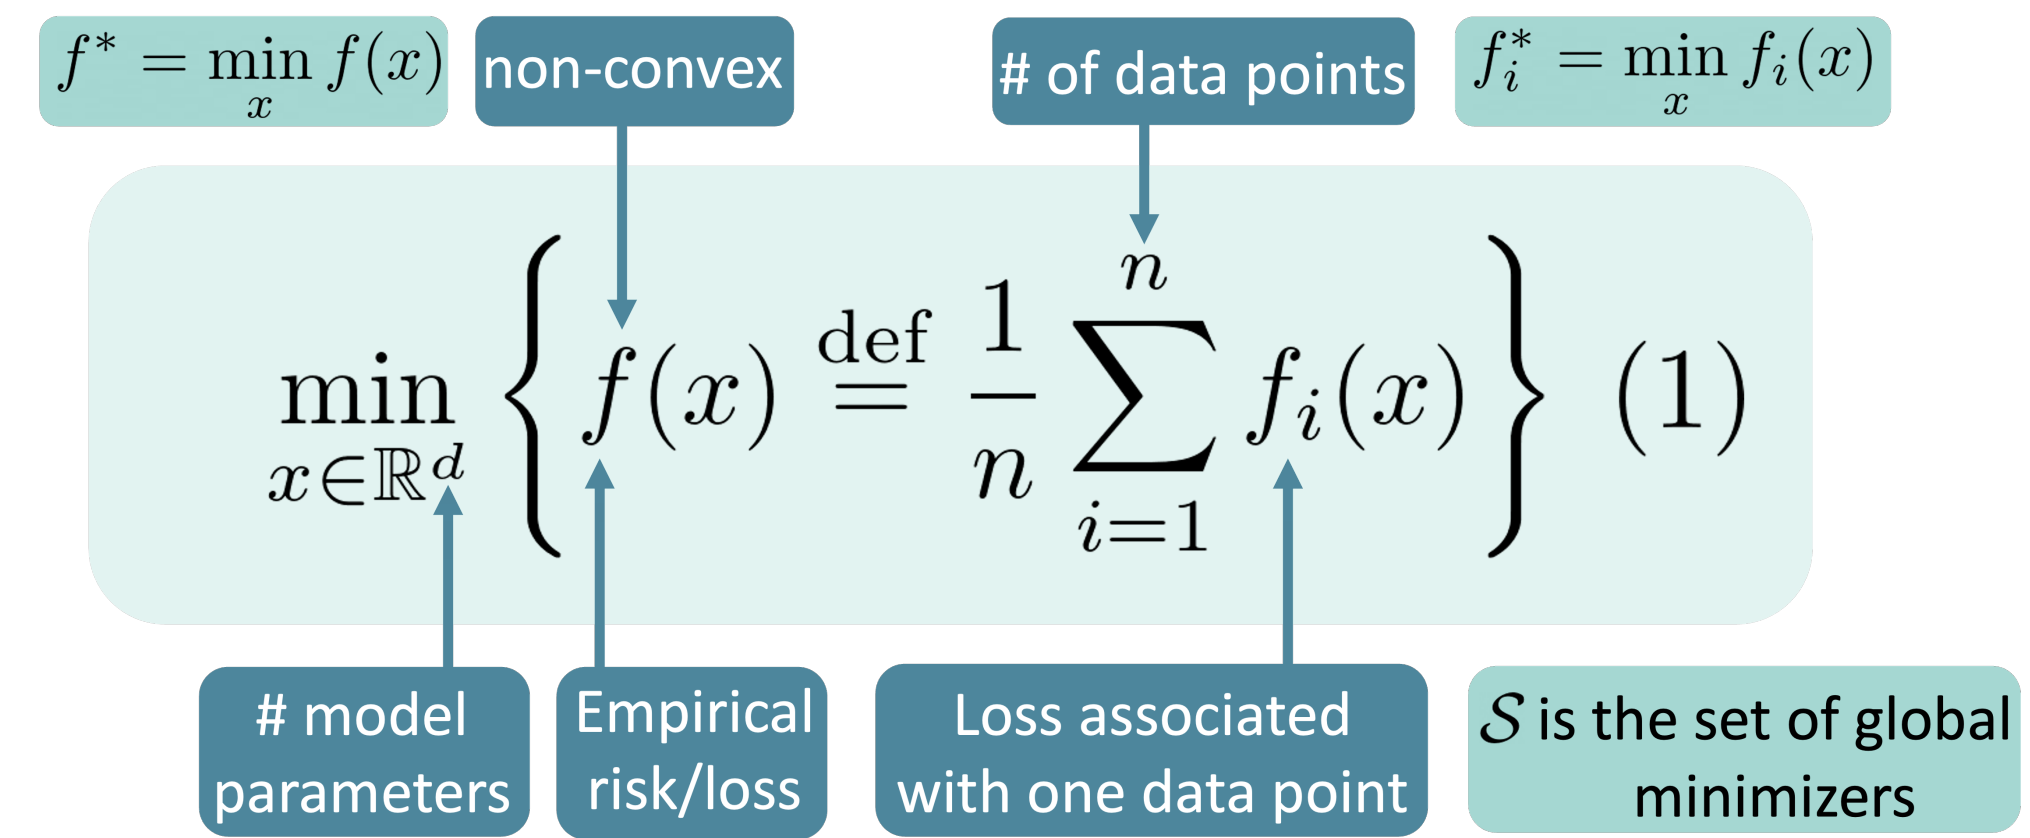 f* = min_x f(x)
non-convex
# of data points
f_i* = min_x f_i(x)
min_{x∈ℝ^d} { f(x) def= 1/n ∑_{i=1}^{n} f_i(x) } (1)
# model
parameters
Empirical
risk/loss
Loss associated
with one data point
𝒮 is the set of global
minimizers